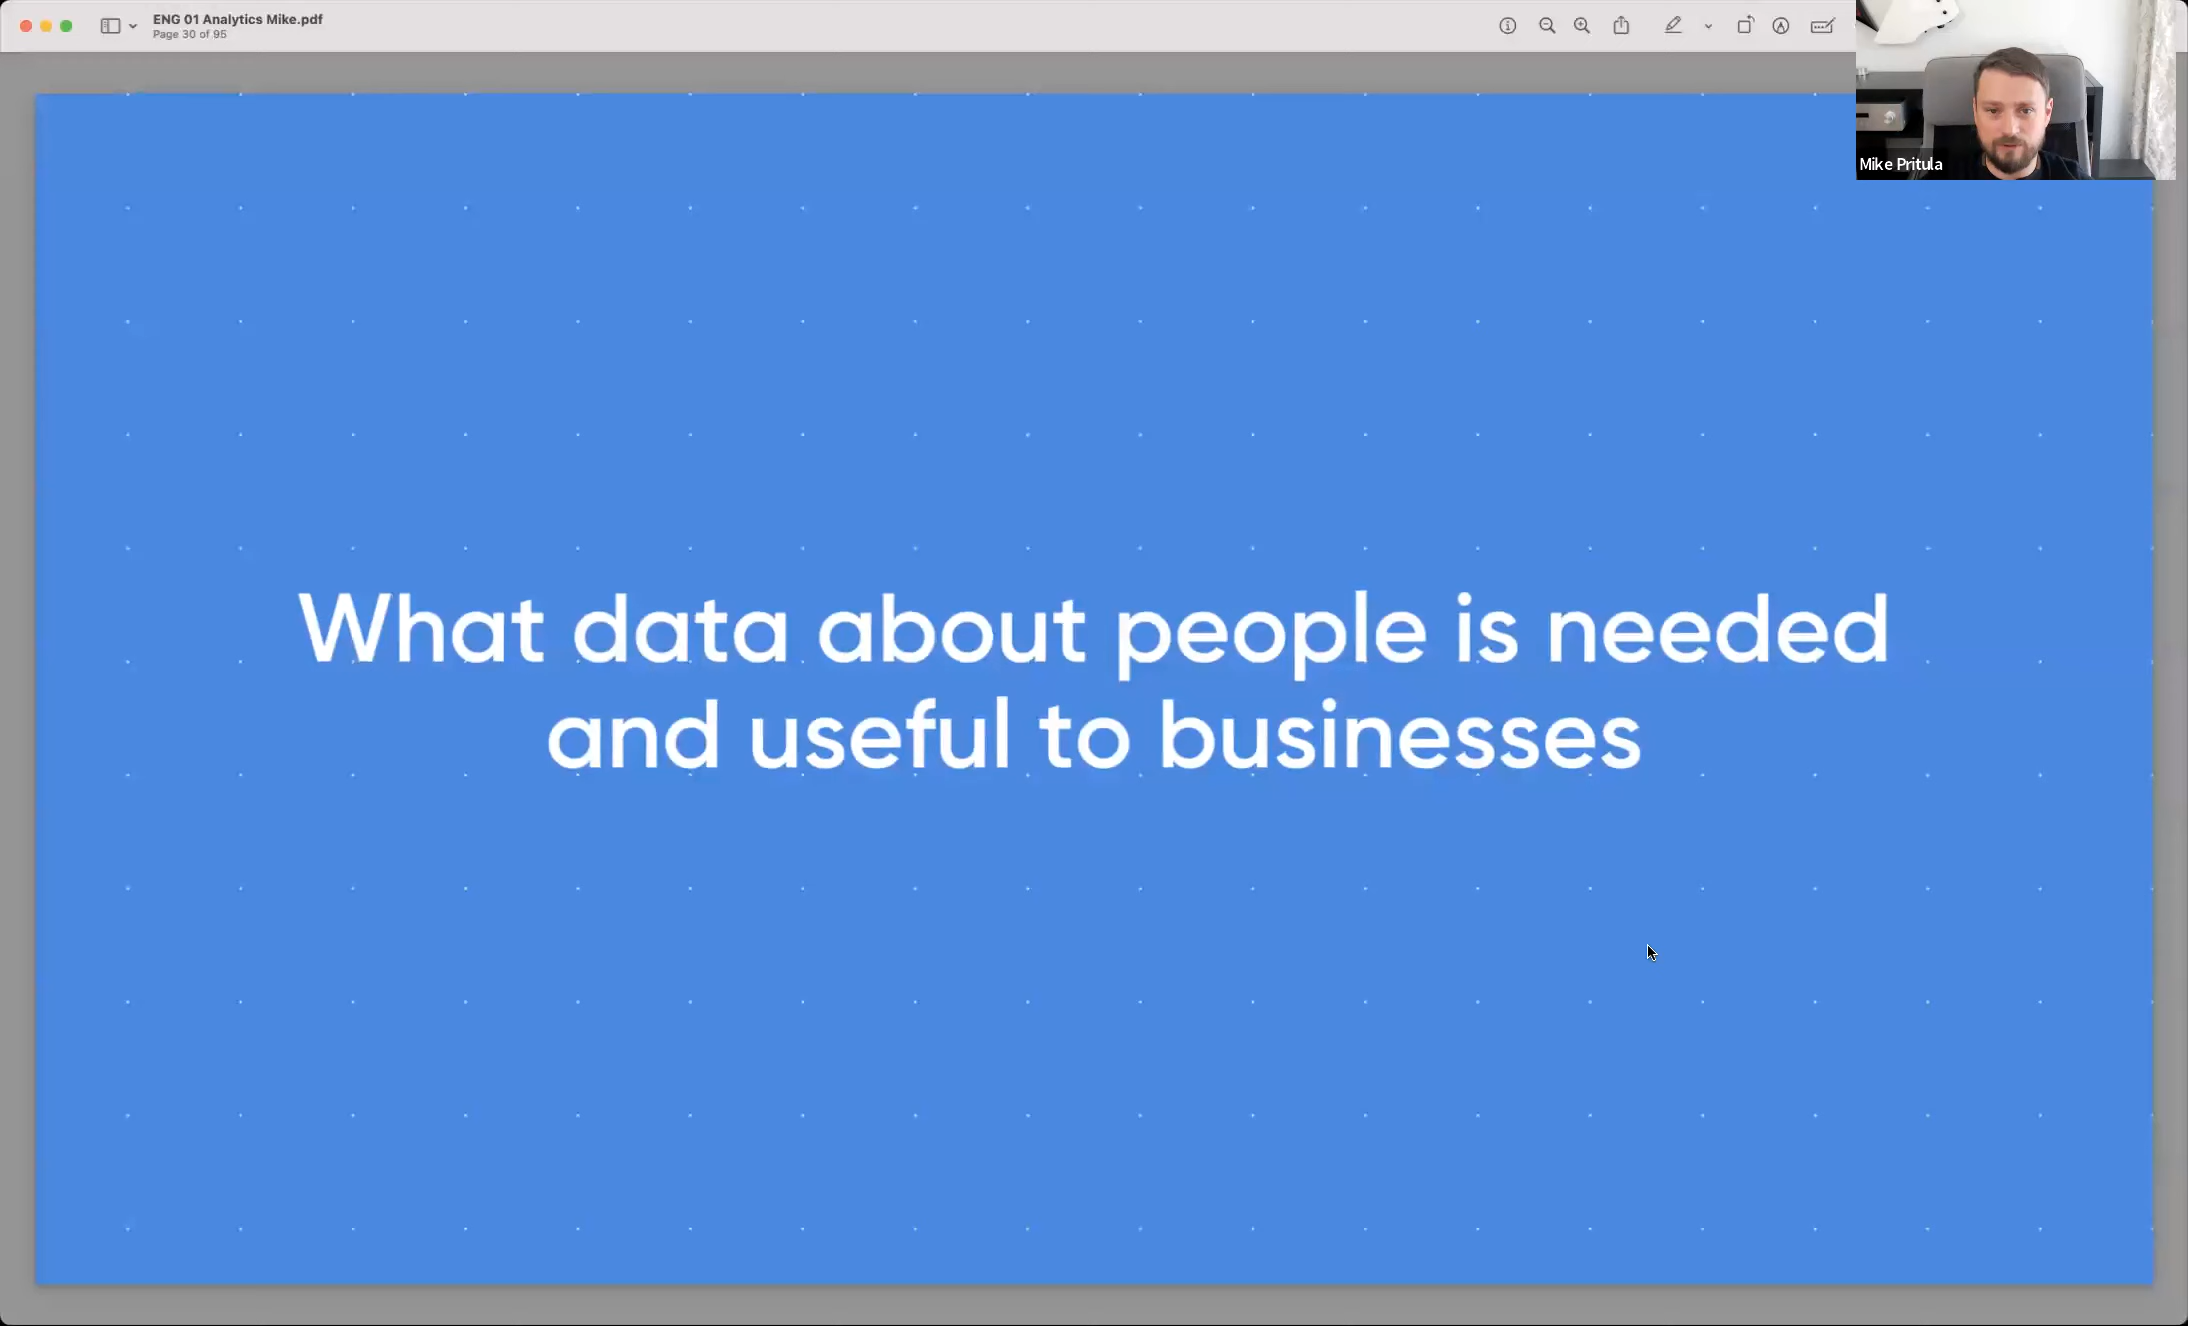 ENG 01 Analytics Mike.pdf
Page 30 of 95
Mike Pritula
What data about people is needed
and useful to businesses